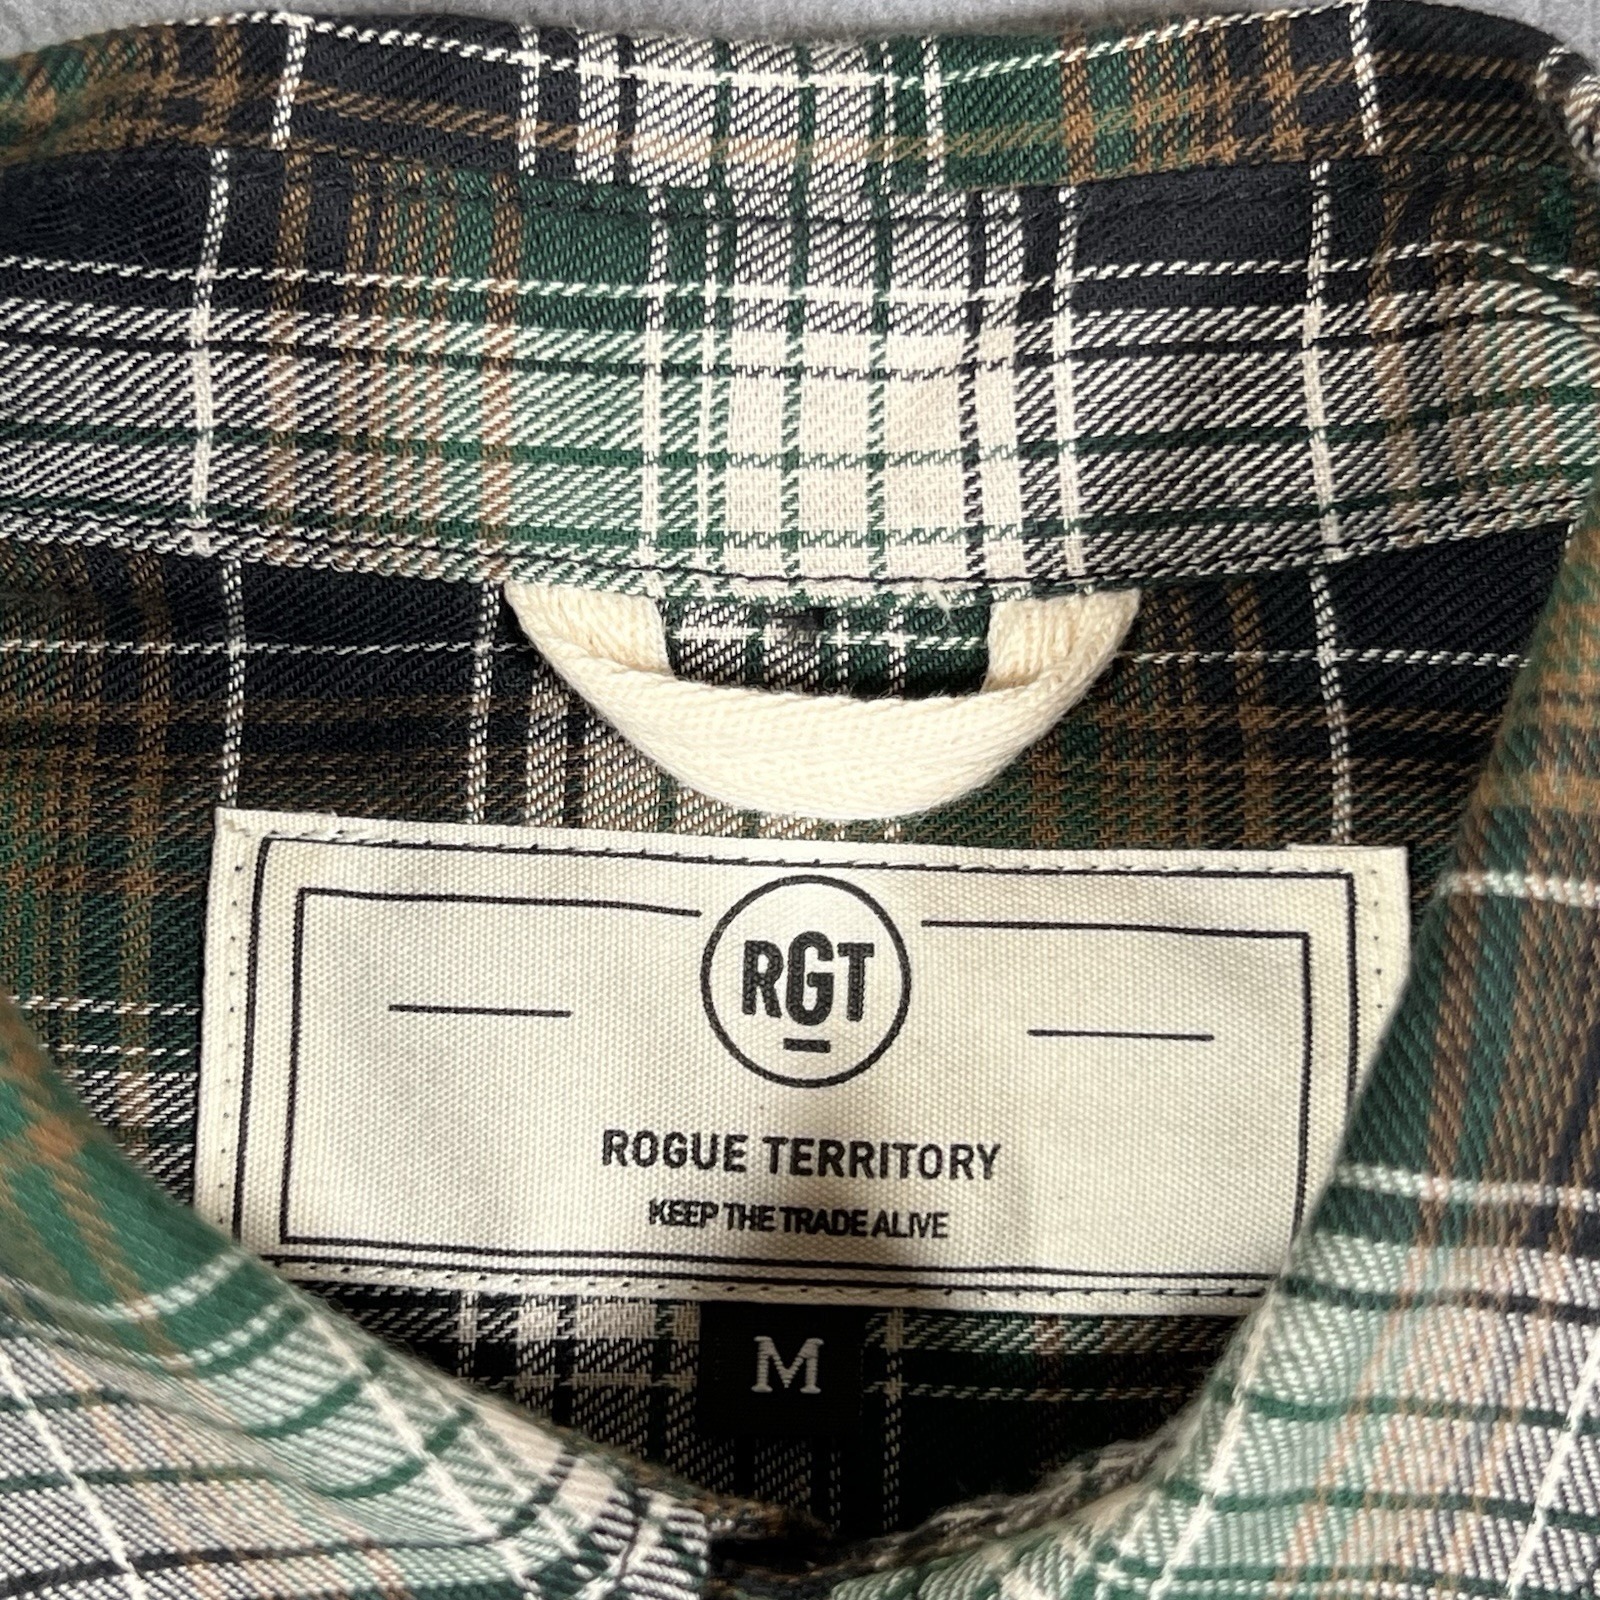 RGT
ROGUE TERRITORY
KEEP THE TRADE ALIVE
M